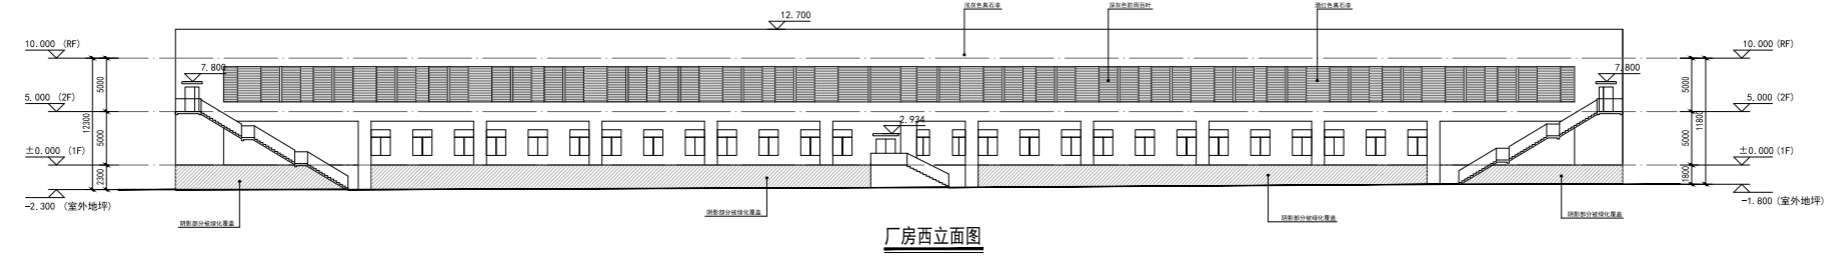 12.700
浅灰色真石漆
深灰色铝雨百叶
暗红色真石漆
10.000 (RF)
10.000 (RF)
7.800
7.800
5000
5000
5.000 (2F)
5.000 (2F)
12300
11800
2.934
5000
5000
±0.000 (1F)
±0.000 (1F)
2300
1800
-2.300 (室外地坪)
-1.800 (室外地坪)
阴影部分被绿化覆盖
阴影部分被绿化覆盖
阴影部分被绿化覆盖
阴影部分被绿化覆盖
厂房西立面图